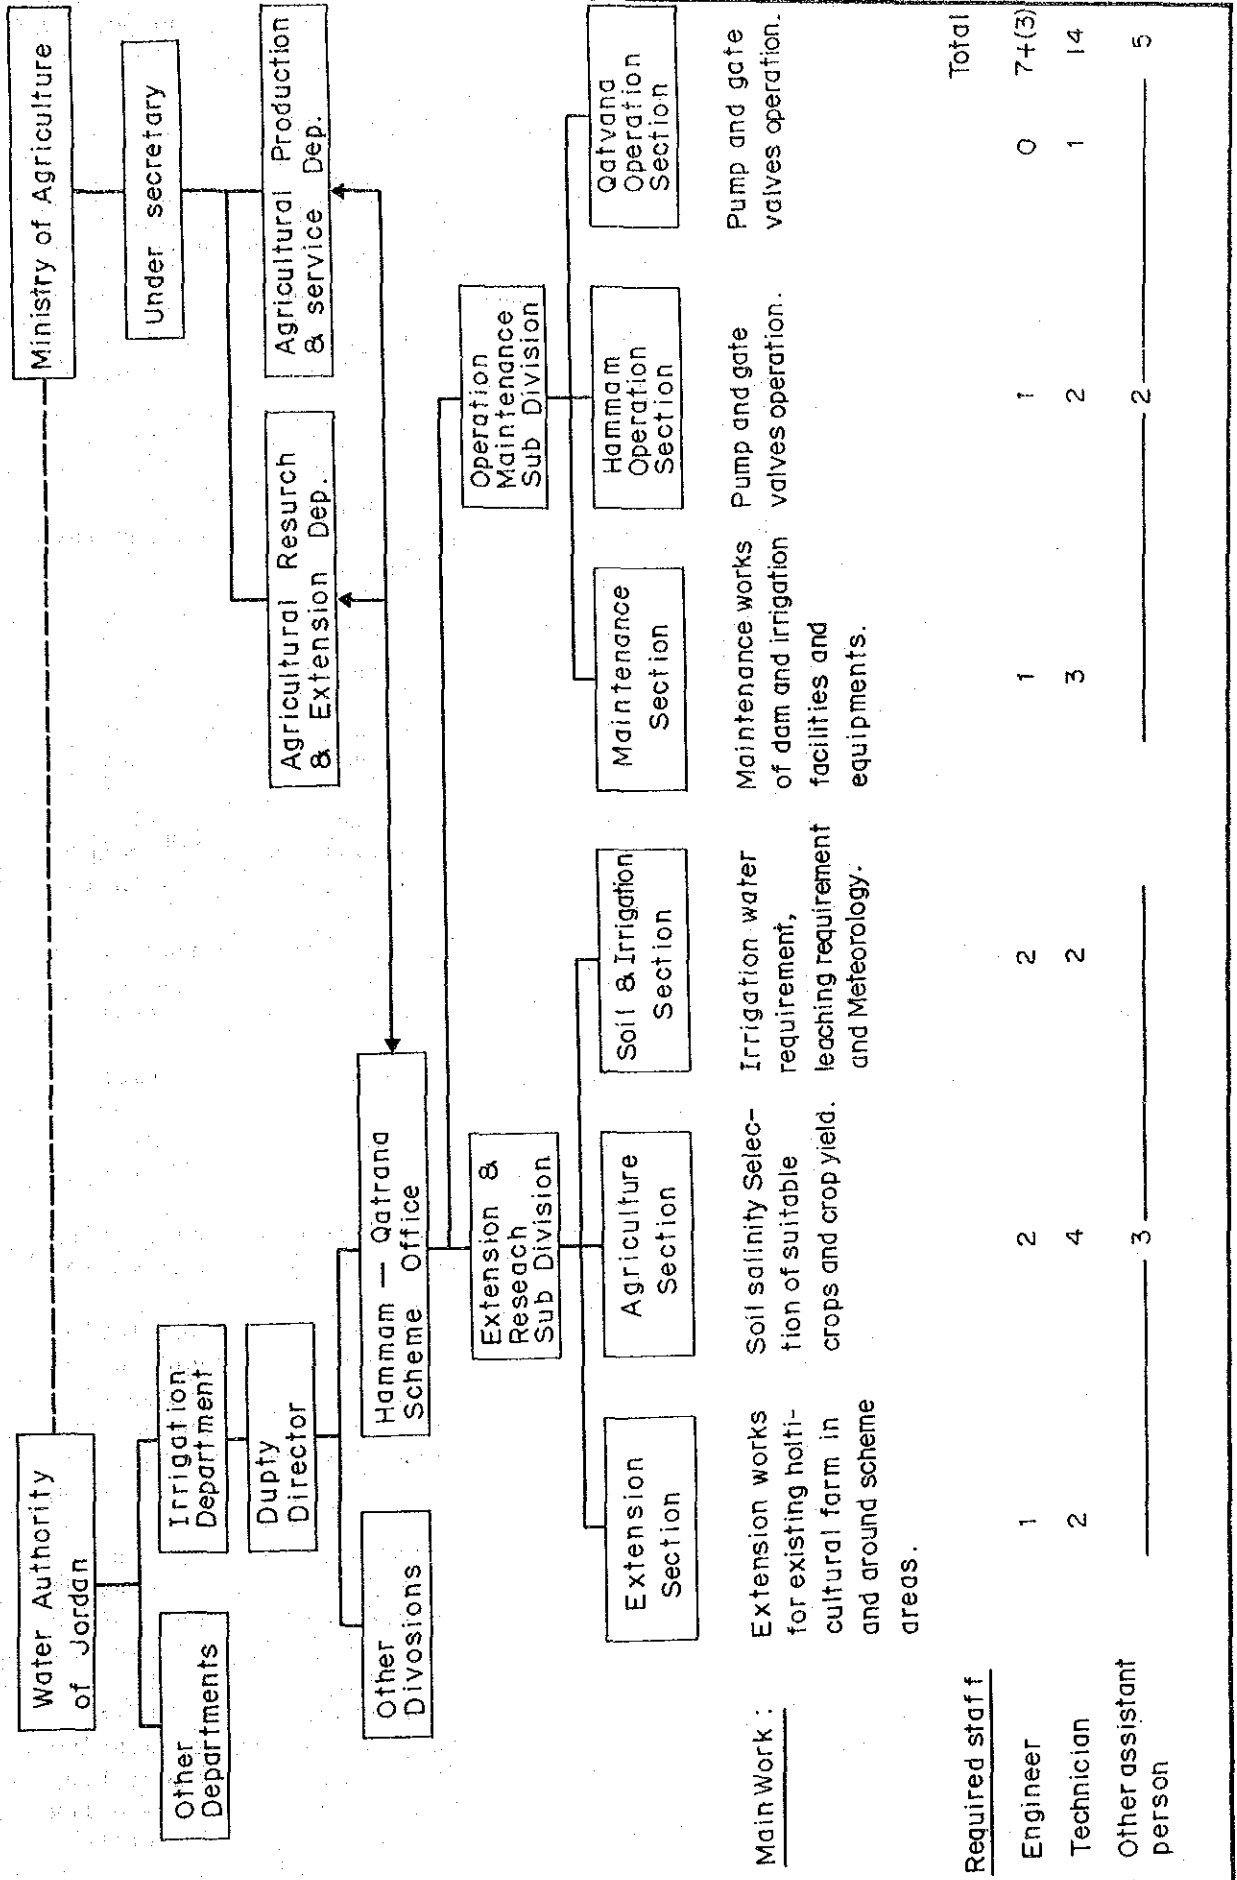 Water Authority
of Jordan
Ministry of Agriculture
Other
Departments
Irrigation
Department
Under secretary
Dupty
Director
Agricultural Resurch
& Extension Dep.
Agricultural Production
& service Dep.
Other
Divosions
Hammam — Qatrana
Scheme Office
Extension &
Reseach
Sub Division
Operation
Maintenance
Sub Division
Extension
Section
Agriculture
Section
Soil & Irrigation
Section
Maintenance
Section
Hammam
Operation
Section
Qatvana
Operation
Section
Main Work :
Extension works
for existing holti-
cultural farm in
and around scheme
areas.
Soil salinity Selec-
tion of suitable
crops and crop yield.
Irrigation water
requirement,
leaching requirement
and Meteorology.
Maintenance works
of dam and irrigation
facilities and
equipments.
Pump and gate
valves operation.
Pump and gate
valves operation.
Required staff
Total
Engineer 1 2 2 1 1 0 7+(3)
Technician 2 4 2 3 2 1 14
Other assistant
person
3 2 5